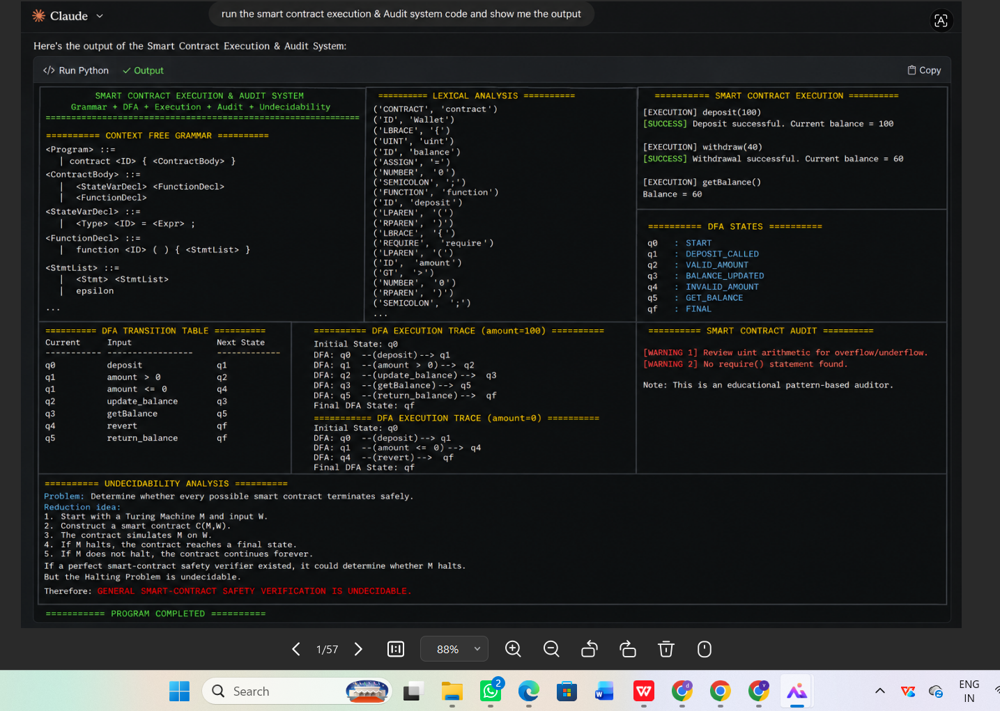 Claude
run the smart contract execution & Audit system code and show me the output
Here's the output of the Smart Contract Execution & Audit System:
</> Run Python
✓ Output
Copy
SMART CONTRACT EXECUTION & AUDIT SYSTEM
Grammar + DFA + Execution + Audit + Undecidability
============================================================
========== CONTEXT FREE GRAMMAR ==========
<Program> ::=
| contract <ID> { <ContractBody> }
<ContractBody> ::=
| <StateVarDecl> <FunctionDecl>
| <FunctionDecl>
<StateVarDecl> ::=
| <Type> <ID> = <Expr> ;
<FunctionDecl> ::=
| function <ID> ( ) { <StmtList> }
<StmtList> ::=
| <Stmt> <StmtList>
| epsilon
...
========== LEXICAL ANALYSIS ==========
('CONTRACT', 'contract')
('ID', 'Wallet')
('LBRACE', '{')
('UINT', 'uint')
('ID', 'balance')
('ASSIGN', '=')
('NUMBER', '0')
('SEMICOLON', ';')
('FUNCTION', 'function')
('ID', 'deposit')
('LPAREN', '(')
('RPAREN', ')')
('LBRACE', '{')
('REQUIRE', 'require')
('LPAREN', '(')
('ID', 'amount')
('GT', '>')
('NUMBER', '0')
('RPAREN', ')')
('SEMICOLON', ';')
...
========== SMART CONTRACT EXECUTION ==========
[EXECUTION] deposit(100)
[SUCCESS] Deposit successful. Current balance = 100
[EXECUTION] withdraw(40)
[SUCCESS] Withdrawal successful. Current balance = 60
[EXECUTION] getBalance()
Balance = 60
========== DFA STATES ==========
q0 : START
q1 : DEPOSIT_CALLED
q2 : VALID_AMOUNT
q3 : BALANCE_UPDATED
q4 : INVALID_AMOUNT
q5 : GET_BALANCE
qf : FINAL
========== DFA TRANSITION TABLE ==========
Current Input Next State
----------- ----------------- -------------
q0 deposit q1
q1 amount > 0 q2
q1 amount <= 0 q4
q2 update_balance q3
q3 getBalance q5
q4 revert qf
q5 return_balance qf
========== DFA EXECUTION TRACE (amount=100) ==========
Initial State: q0
DFA: q0 --(deposit)--> q1
DFA: q1 --(amount > 0)--> q2
DFA: q2 --(update_balance)--> q3
DFA: q3 --(getBalance)--> q5
DFA: q5 --(return_balance)--> qf
Final DFA State: qf
=========== DFA EXECUTION TRACE (amount=0) ==========
Initial State: q0
DFA: q0 --(deposit)--> q1
DFA: q1 --(amount <= 0)--> q4
DFA: q4 --(revert)--> qf
Final DFA State: qf
========== SMART CONTRACT AUDIT ==========
[WARNING 1] Review uint arithmetic for overflow/underflow.
[WARNING 2] No require() statement found.
Note: This is an educational pattern-based auditor.
========== UNDECIDABILITY ANALYSIS ==========
Problem: Determine whether every possible smart contract terminates safely.
Reduction idea:
1. Start with a Turing Machine M and input W.
2. Construct a smart contract C(M,W).
3. The contract simulates M on W.
4. If M halts, the contract reaches a final state.
5. If M does not halt, the contract continues forever.
If a perfect smart-contract safety verifier existed, it could determine whether M halts.
But the Halting Problem is undecidable.
Therefore: GENERAL SMART-CONTRACT SAFETY VERIFICATION IS UNDECIDABLE.
=========== PROGRAM COMPLETED ==========
1/57
88%
Search
2
ENG
IN